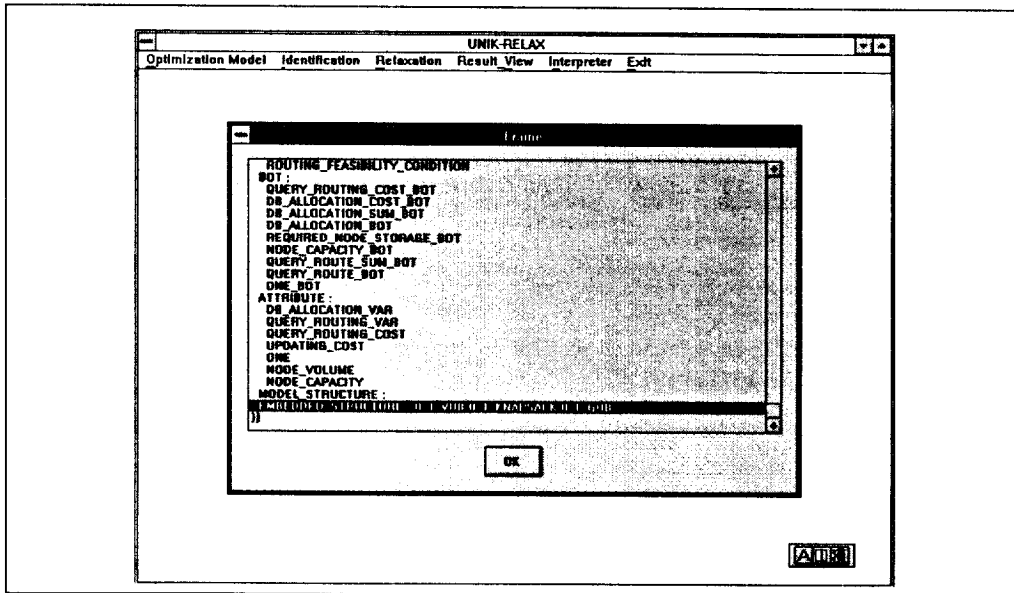 UNIK-RELAX
Optimization Model Identification Relaxation Result_View Interpreter Exit
Frame
ROUTING_FEASIBILITY_CONDITION
BOT :
QUERY_ROUTING_COST_BOT
DB_ALLOCATION_COST_BOT
DB_ALLOCATION_SUM_BOT
DB_ALLOCATION_BOT
REQUIRED_NODE_STORAGE_BOT
NODE_CAPACITY_BOT
QUERY_ROUTE_SUM_BOT
QUERY_ROUTE_BOT
ONE_BOT
ATTRIBUTE :
DB_ALLOCATION_VAR
QUERY_ROUTING_VAR
QUERY_ROUTING_COST
UPDATING_COST
ONE
NODE_VOLUME
NODE_CAPACITY
MODEL_STRUCTURE :
EMBEDDED_STRUCTURE
}}
OK